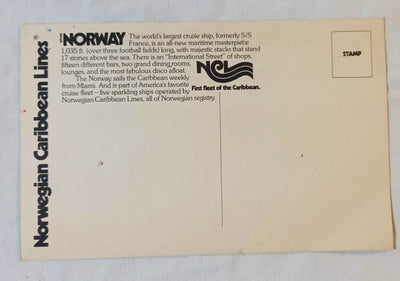 Norwegian Caribbean Lines®
NORWAY The world's largest cruise ship, formerly S/S
France, is an all-new maritime masterpiece
1,035 ft. (over three football fields) long, with majestic stacks that stand
17 stories above the sea. There is an "International Street" of shops,
fifteen different bars, two grand dining rooms,
lounges, and the most fabulous disco afloat.
The Norway sails the Caribbean weekly
from Miami. And is part of America's favorite
cruise fleet—five sparkling ships operated by
Norwegian Caribbean Lines, all of Norwegian registry.
NCL
First fleet of the Caribbean.
STAMP